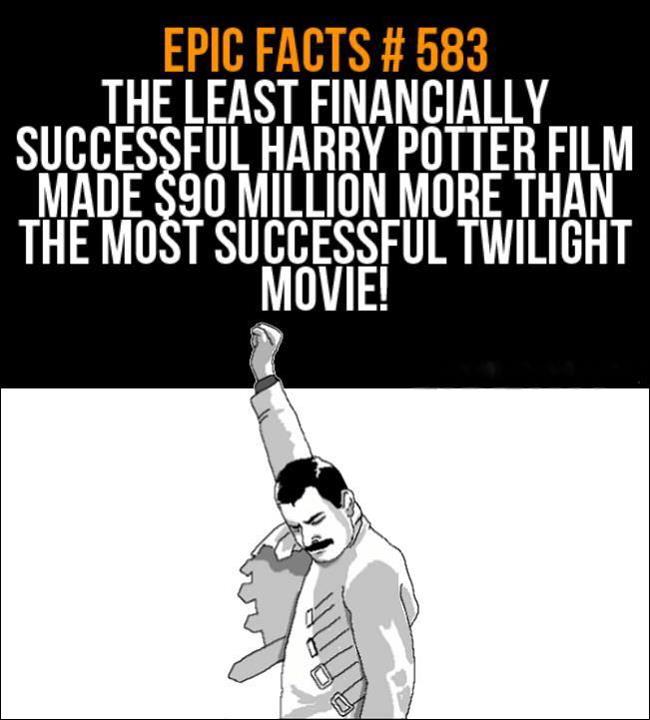 EPIC FACTS # 583
THE LEAST FINANCIALLY
SUCCESSFUL HARRY POTTER FILM
MADE $90 MILLION MORE THAN
THE MOST SUCCESSFUL TWILIGHT
MOVIE!